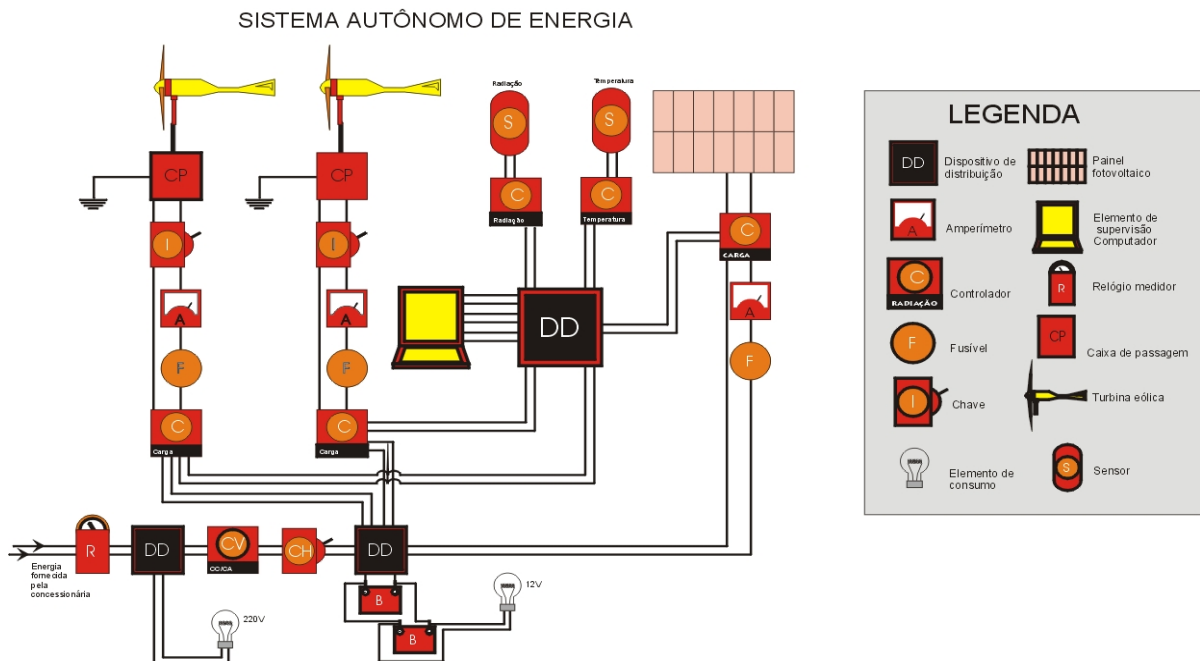 SISTEMA AUTÔNOMO DE ENERGIA
Radiação
Temperatura
S
S
CP
CP
C
C
Radiação
Temperatura
I
I
C
CARGA
A
A
DD
A
F
F
F
C
C
Carga
Carga
R
DD
CV
CH
DD
CC/CA
Energia
fornecida
pela
concessionária
B
12V
220V
B
LEGENDA
DD
Dispositivo de
distribuição
Painel
fotovoltaico
A
Amperímetro
Elemento de
supervisão
Computador
C
RADIAÇÃO
Controlador
R
Relógio medidor
F
Fusível
CP
Caixa de passagem
I
Chave
Turbina eólica
Elemento de
consumo
S
Sensor